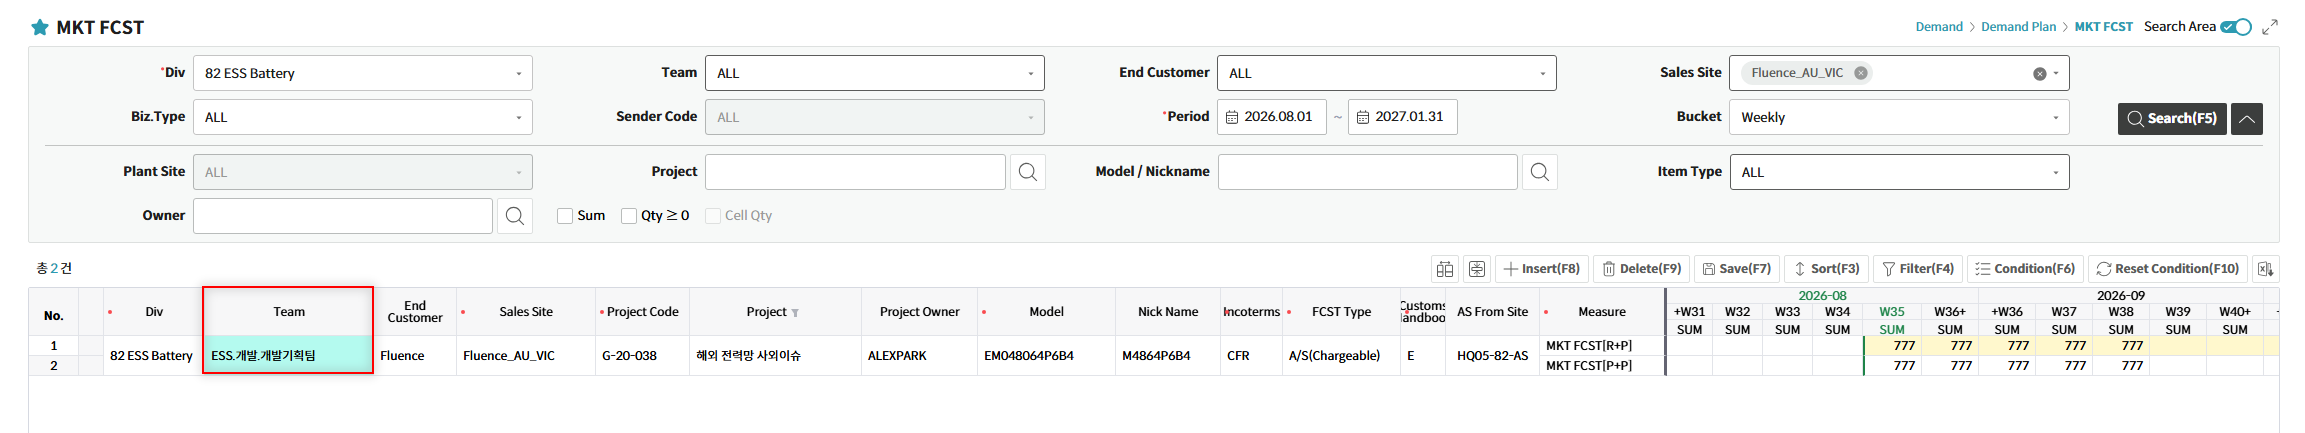 MKT FCST
Demand > Demand Plan > MKT FCST Search Area
*Div 82 ESS Battery Team ALL End Customer ALL Sales Site Fluence_AU_VIC
Biz.Type ALL Sender Code ALL *Period 2026.08.01 ~ 2027.01.31 Bucket Weekly Search(F5)
Plant Site ALL Project Model / Nickname Item Type ALL
Owner Sum Qty ≥ 0 Cell Qty
총 2 건 Insert(F8) Delete(F9) Save(F7) Sort(F3) Filter(F4) Condition(F6) Reset Condition(F10)
2026-08 2026-09
No. Div Team End Customer Sales Site Project Code Project Project Owner Model Nick Name Incoterms FCST Type Customs Handboo AS From Site Measure +W31 W32 W33 W34 W35 W36+ +W36 W37 W38 W39 W40+
SUM SUM SUM SUM SUM SUM SUM SUM SUM SUM SUM
1 82 ESS Battery ESS.개발.개발기획팀 Fluence Fluence_AU_VIC G-20-038 해외 전력망 사외이슈 ALEXPARK EM048064P6B4 M4864P6B4 CFR A/S(Chargeable) E HQ05-82-AS MKT FCST[R+P] 777 777 777 777 777
2 MKT FCST[P+P] 777 777 777 777 777